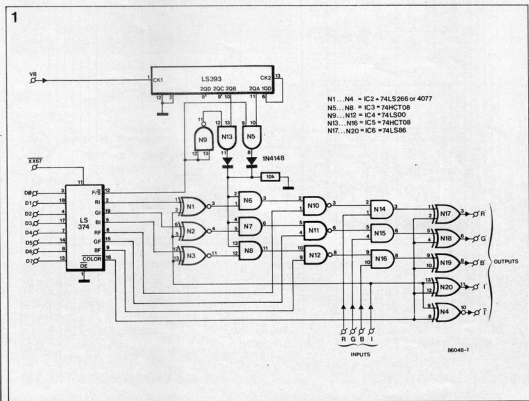 1
LS393
CK1
CK2
2QD 2QC 2QB
2QA 1QD
VB
N9
N13
N5
1N4148
10k
N1...N4 = IC2 = 74LS266 or 4077
N5...N8 = IC3 = 74HCT08
N9...N12 = IC4 = 74LS00
N13...N16 = IC5 = 74HCT08
N17...N20 = IC6 = 74LS86
XX67
LS
374
F/S
RI
GI
BI
RF
GF
BF
COLOR
OE
D0
D1
D2
D3
D4
D5
D6
D7
N1
N2
N3
N6
N7
N8
N10
N11
N12
N14
N15
N16
N17
N18
N19
N20
N4
R
G
B
I
I
OUTPUTS
R G B I
INPUTS
86048-1